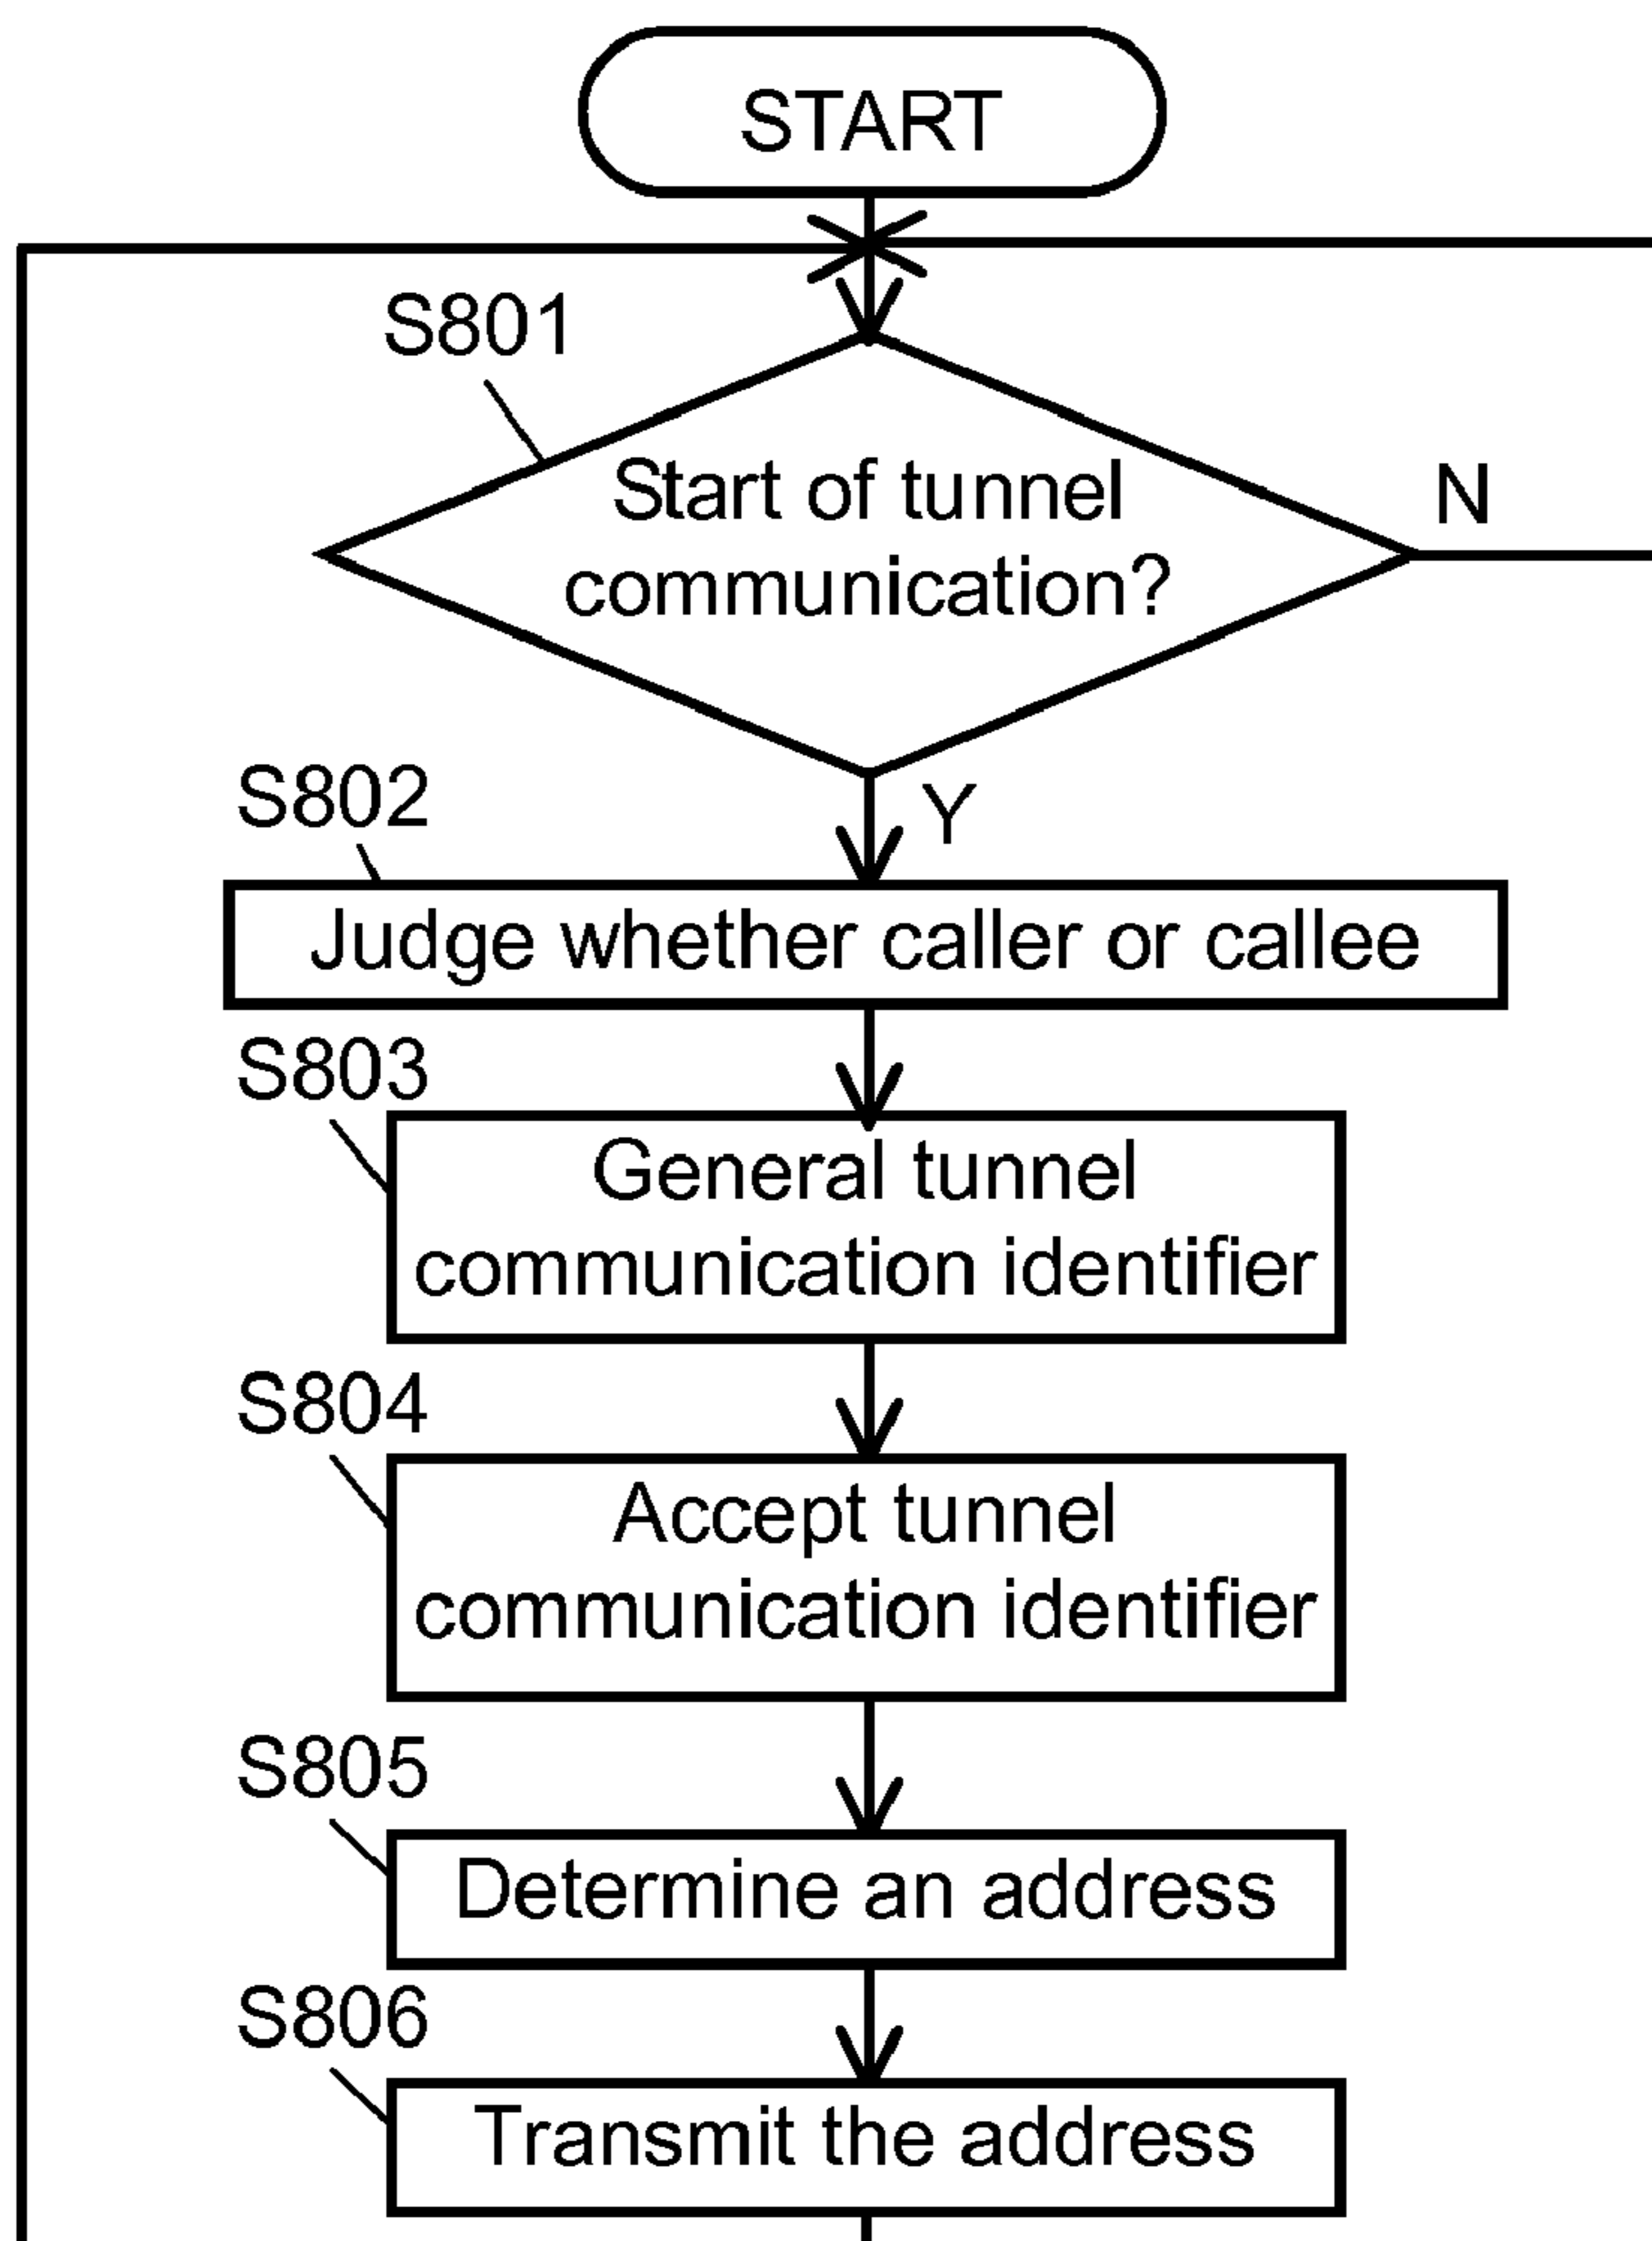 START
S801
Start of tunnel
communication?
N
Y
S802
Judge whether caller or callee
S803
General tunnel
communication identifier
S804
Accept tunnel
communication identifier
S805
Determine an address
S806
Transmit the address